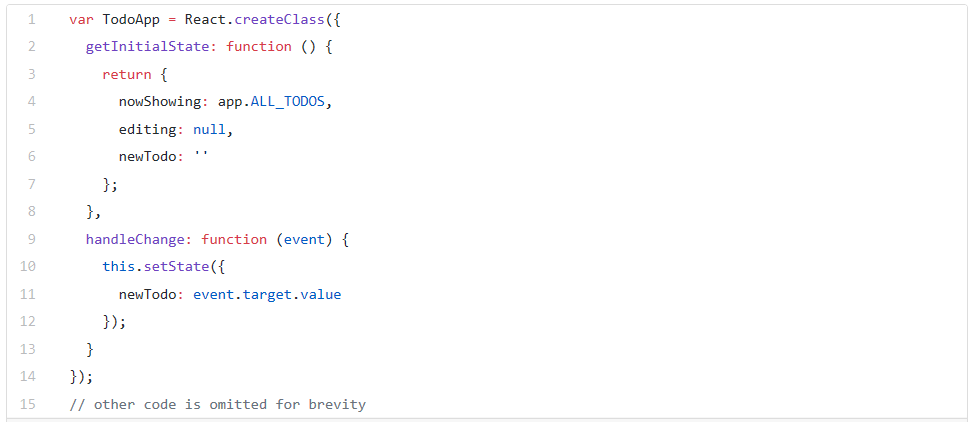 1 var TodoApp = React.createClass({
2 getInitialState: function () {
3 return {
4 nowShowing: app.ALL_TODOS,
5 editing: null,
6 newTodo: ''
7 };
8 },
9 handleChange: function (event) {
10 this.setState({
11 newTodo: event.target.value
12 });
13 }
14 });
15 // other code is omitted for brevity